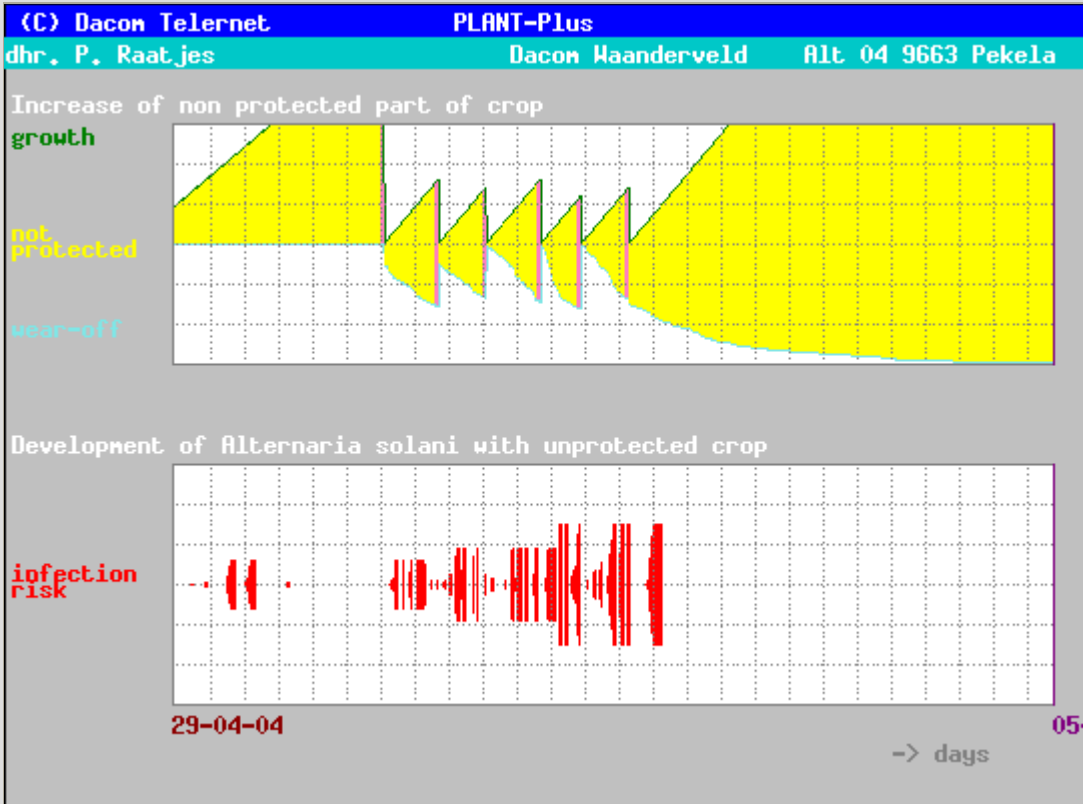 (C) Dacom Telernet PLANT-Plus
dhr. P. Raatjes Dacom Waanderveld Alt 04 9663 Pekela
Increase of non protected part of crop
growth
not
protected
wear-off
Development of Alternaria solani with unprotected crop
infection
risk
29-04-04 05-
-> days